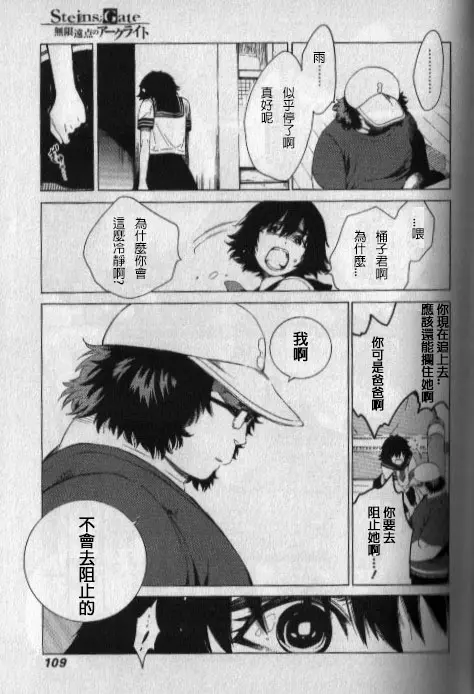 Steins;Gate
無限遠点のアークライト
…………
雨……
似乎停了啊
真好呢
…喂
桶子君啊
為什麼…
為什麼你會
這麼冷靜啊?
你現在追上去…
應該還能攔住她啊
你可是爸爸啊
你要去
阻止她啊……!
我啊
不會去阻止的
109